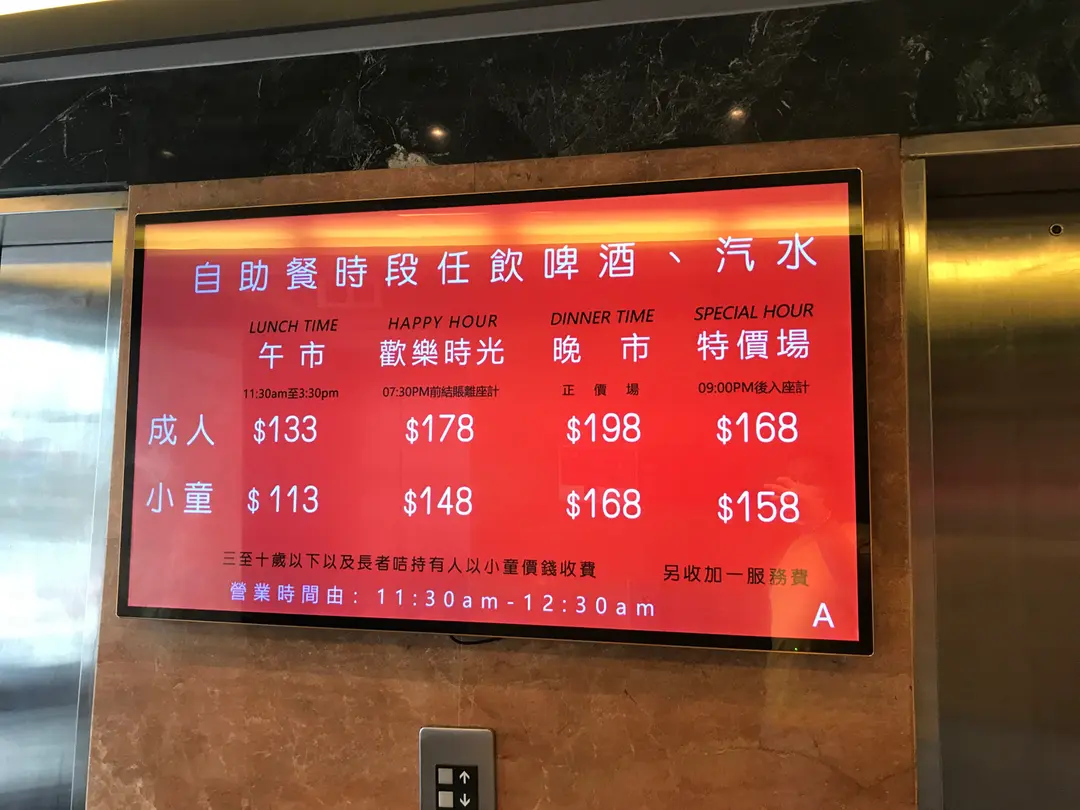 自助餐時段任飲啤酒、汽水
LUNCH TIME HAPPY HOUR DINNER TIME SPECIAL HOUR
午市 歡樂時光 晚市 特價場
11:30am至3:30pm 07:30PM前結賬離座計 正價場 09:00PM後入座計
成人 $133 $178 $198 $168
小童 $113 $148 $168 $158
三至十歲以下以及長者咭持有人以小童價錢收費 另收加一服務費
營業時間由: 11:30am-12:30am
A